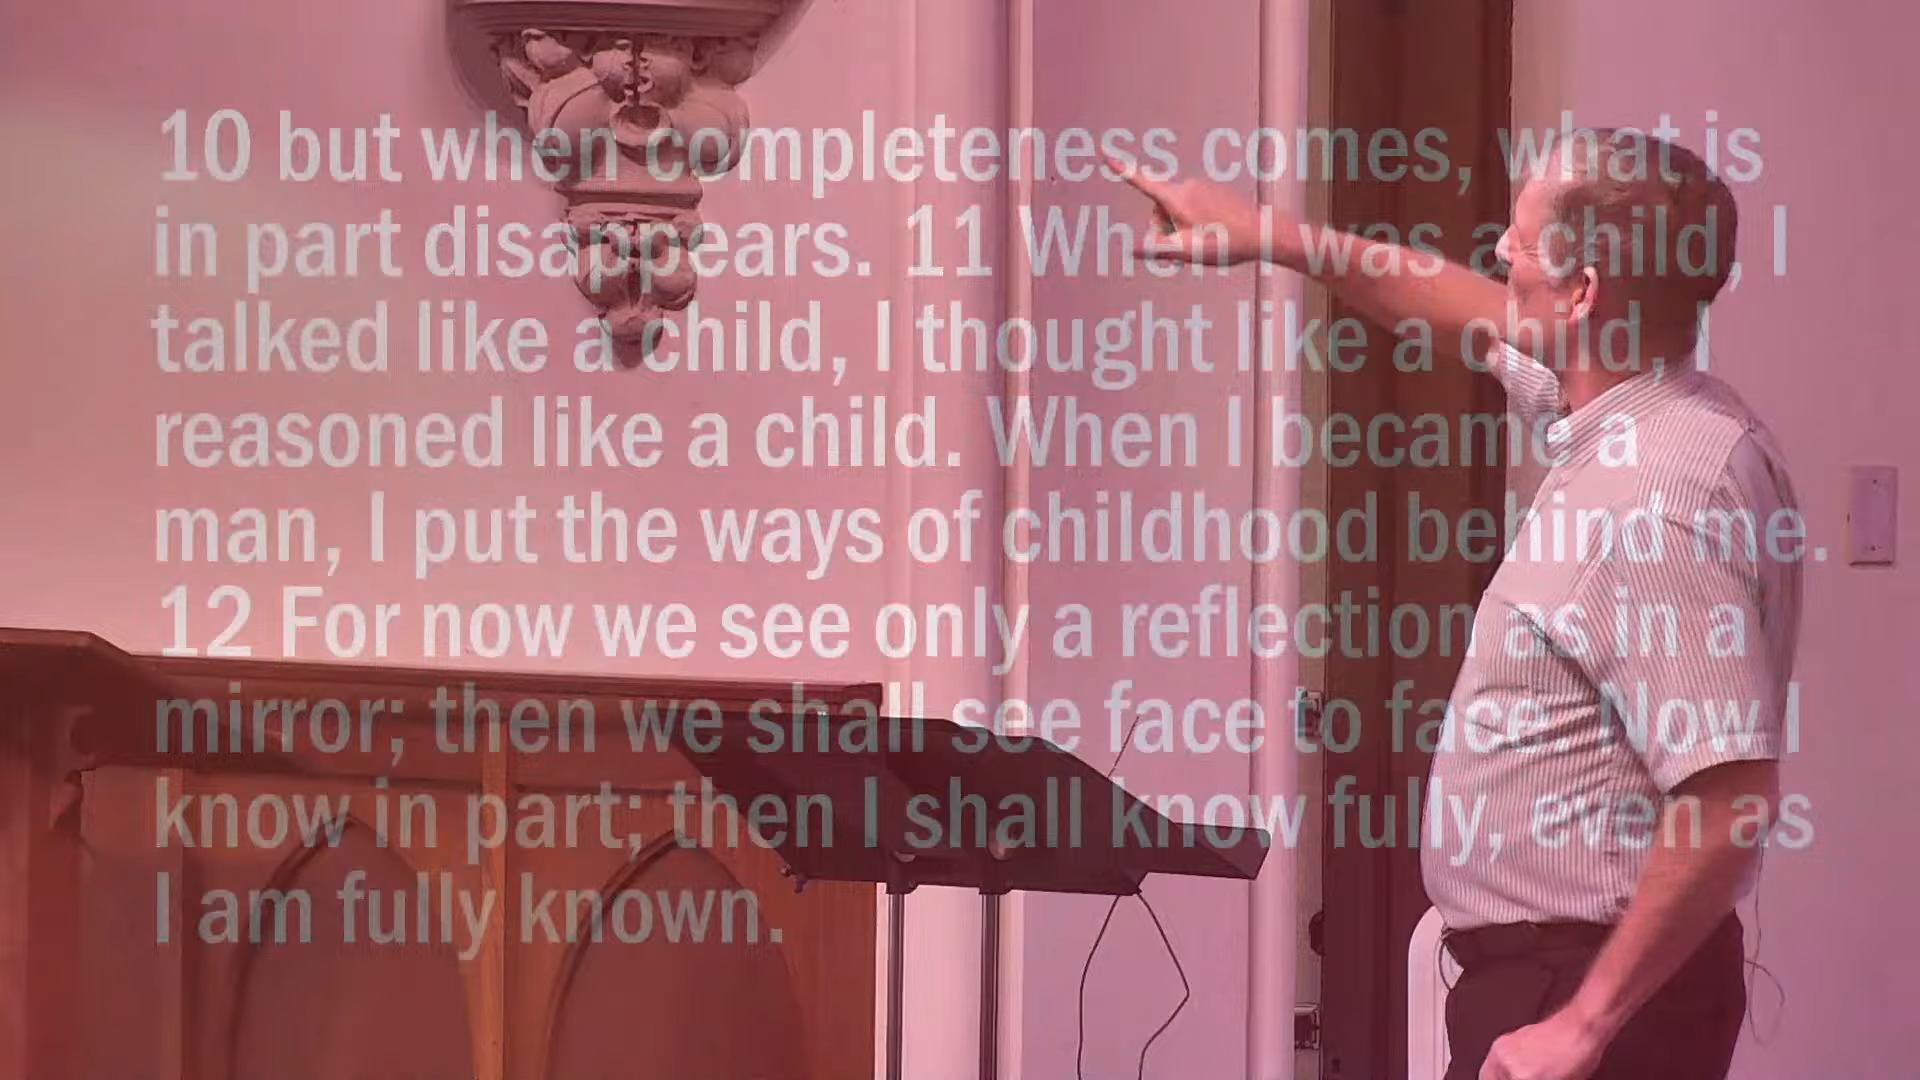 10 but when completeness comes, what is
in part disappears. 11 When I was a child, I
talked like a child, I thought like a child, I
reasoned like a child. When I became a
man, I put the ways of childhood behind me.
12 For now we see only a reflection as in a
mirror; then we shall see face to face. Now I
know in part; then I shall know fully, even as
I am fully known.